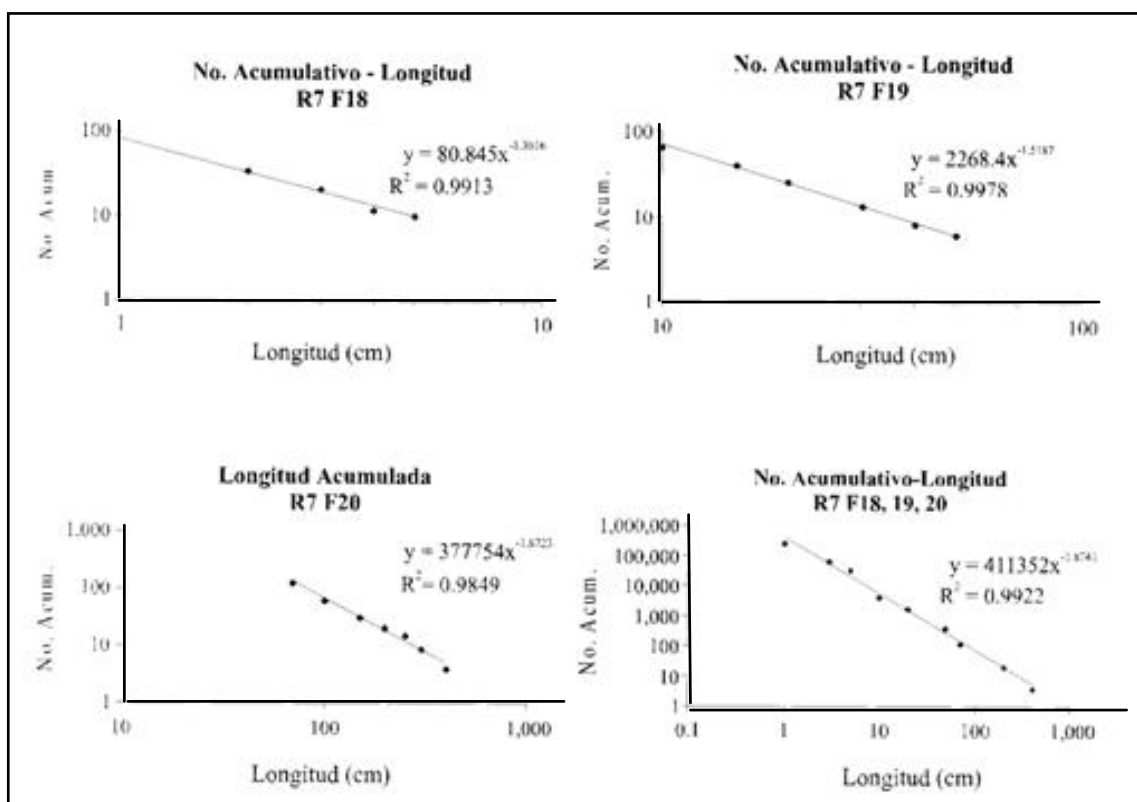 No. Acumulativo - Longitud
R7 F18
100
10
1
No. Acum.
y = 80.845x
R² = 0.9913
1
10
Longitud (cm)
No. Acumulativo - Longitud
R7 F19
100
10
1
No. Acum.
y = 2268.4x
R² = 0.9978
10
100
Longitud (cm)
Longitud Acumulada
R7 F20
1,000
100
10
1
No. Acum.
y = 377754x
R² = 0.9849
10
100
1,000
Longitud (cm)
No. Acumulativo-Longitud
R7 F18, 19, 20
1,000,000
100,000
10,000
1,000
100
10
1
No. Acum.
y = 411352x
R² = 0.9922
0.1
1
10
100
1,000
Longitud (cm)